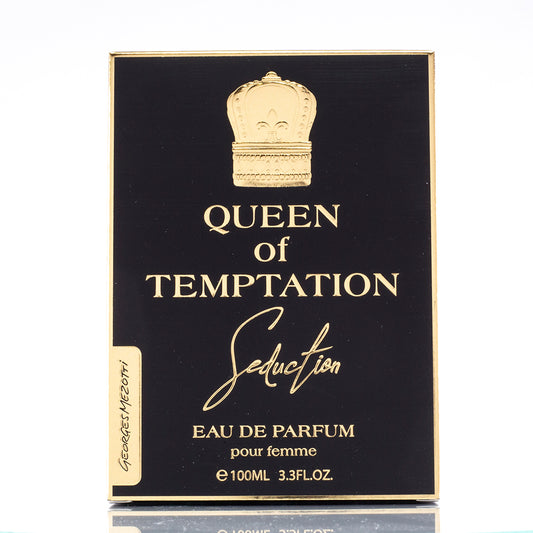 QUEEN
of
TEMPTATION
Seduction
EAU DE PARFUM
pour femme
℮100ML 3.3FL.OZ.
GEORGES MEZOTTI